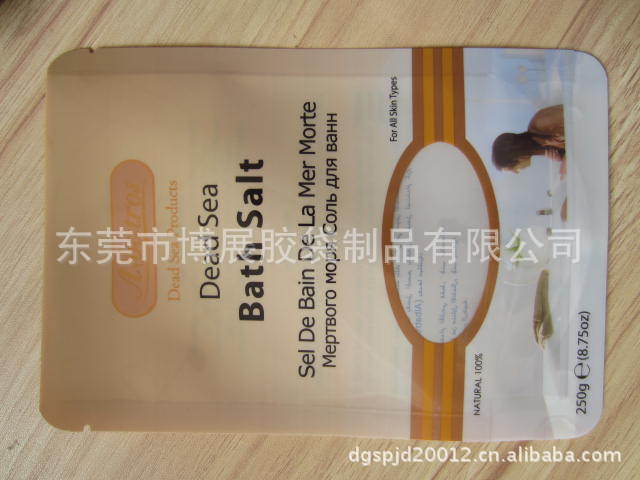 Dead Sea Products
Dead Sea
Bath Salt
Sel De Bain De La Mer Morte
Мертвого моря Соль для ванн
For All Skin Types
NATURAL 100%
250g ℮ (8.75oz)
东莞市博展胶袋制品有限公司
dgspjd20012.cn.alibaba.com